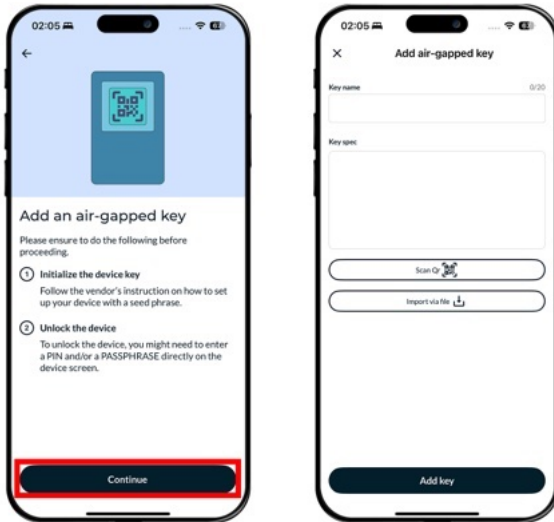 02:05
Add an air-gapped key
Please ensure to do the following before
proceeding.
1 Initialize the device key
Follow the vendor's instruction on how to set
up your device with a seed phrase.
2 Unlock the device
To unlock the device, you might need to enter
a PIN and/or a PASSPHRASE directly on the
device screen.
Continue
02:05
Add air-gapped key
Key name 0/20
Key spec
Scan Qr
Import via file
Add key